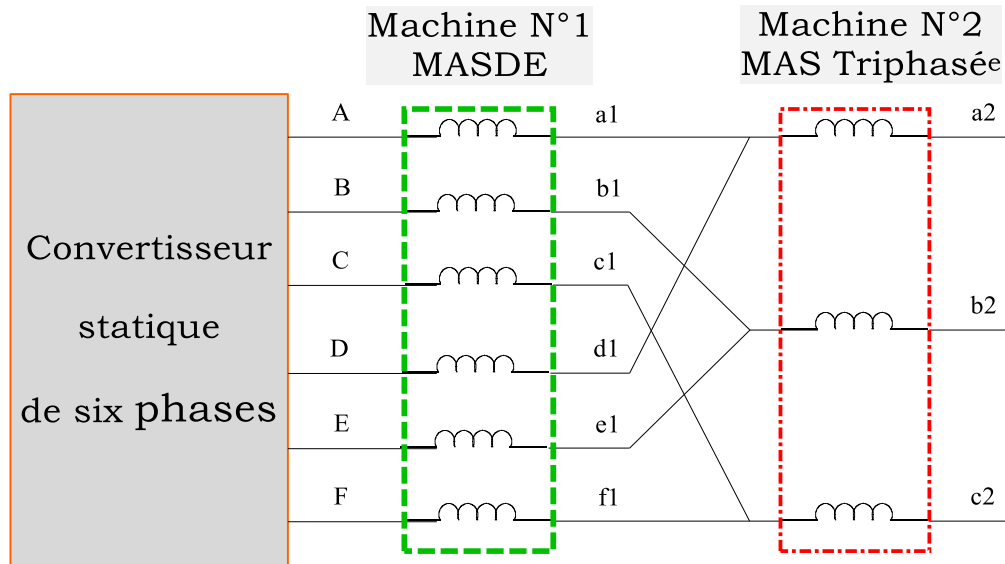 Machine N°1
MASDE
Machine N°2
MAS Triphasée
Convertisseur
statique
de six phases
A
B
C
D
E
F
a1
b1
c1
d1
e1
f1
a2
b2
c2